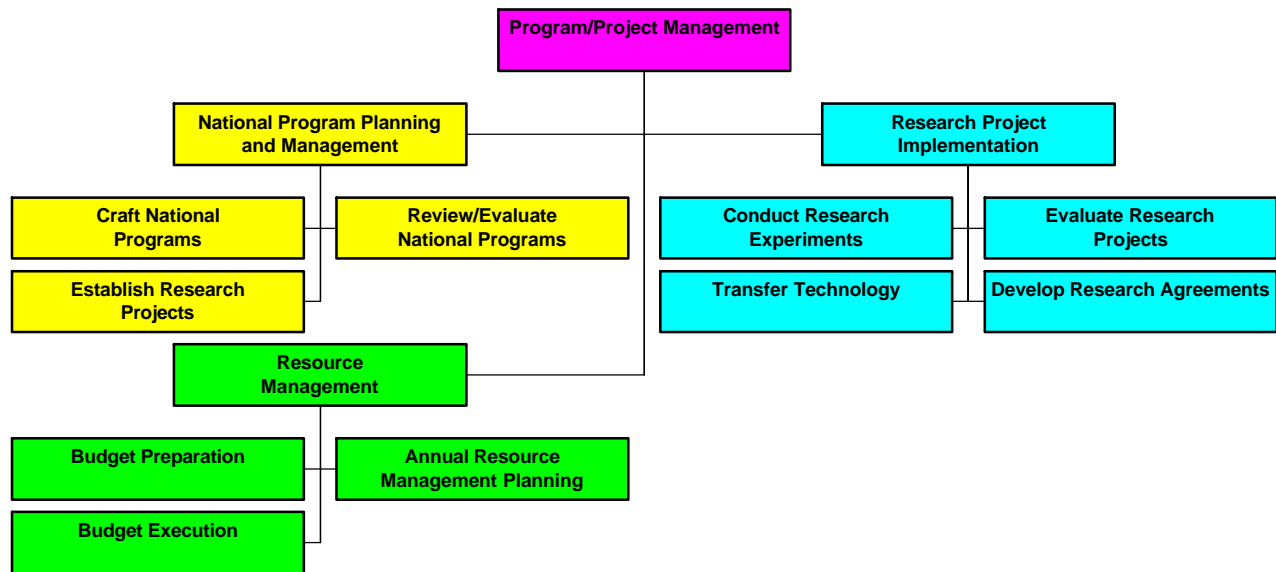 Program/Project Management
National Program Planning
and Management
Research Project
Implementation
Craft National
Programs
Review/Evaluate
National Programs
Conduct Research
Experiments
Evaluate Research
Projects
Establish Research
Projects
Transfer Technology
Develop Research Agreements
Resource
Management
Budget Preparation
Annual Resource
Management Planning
Budget Execution